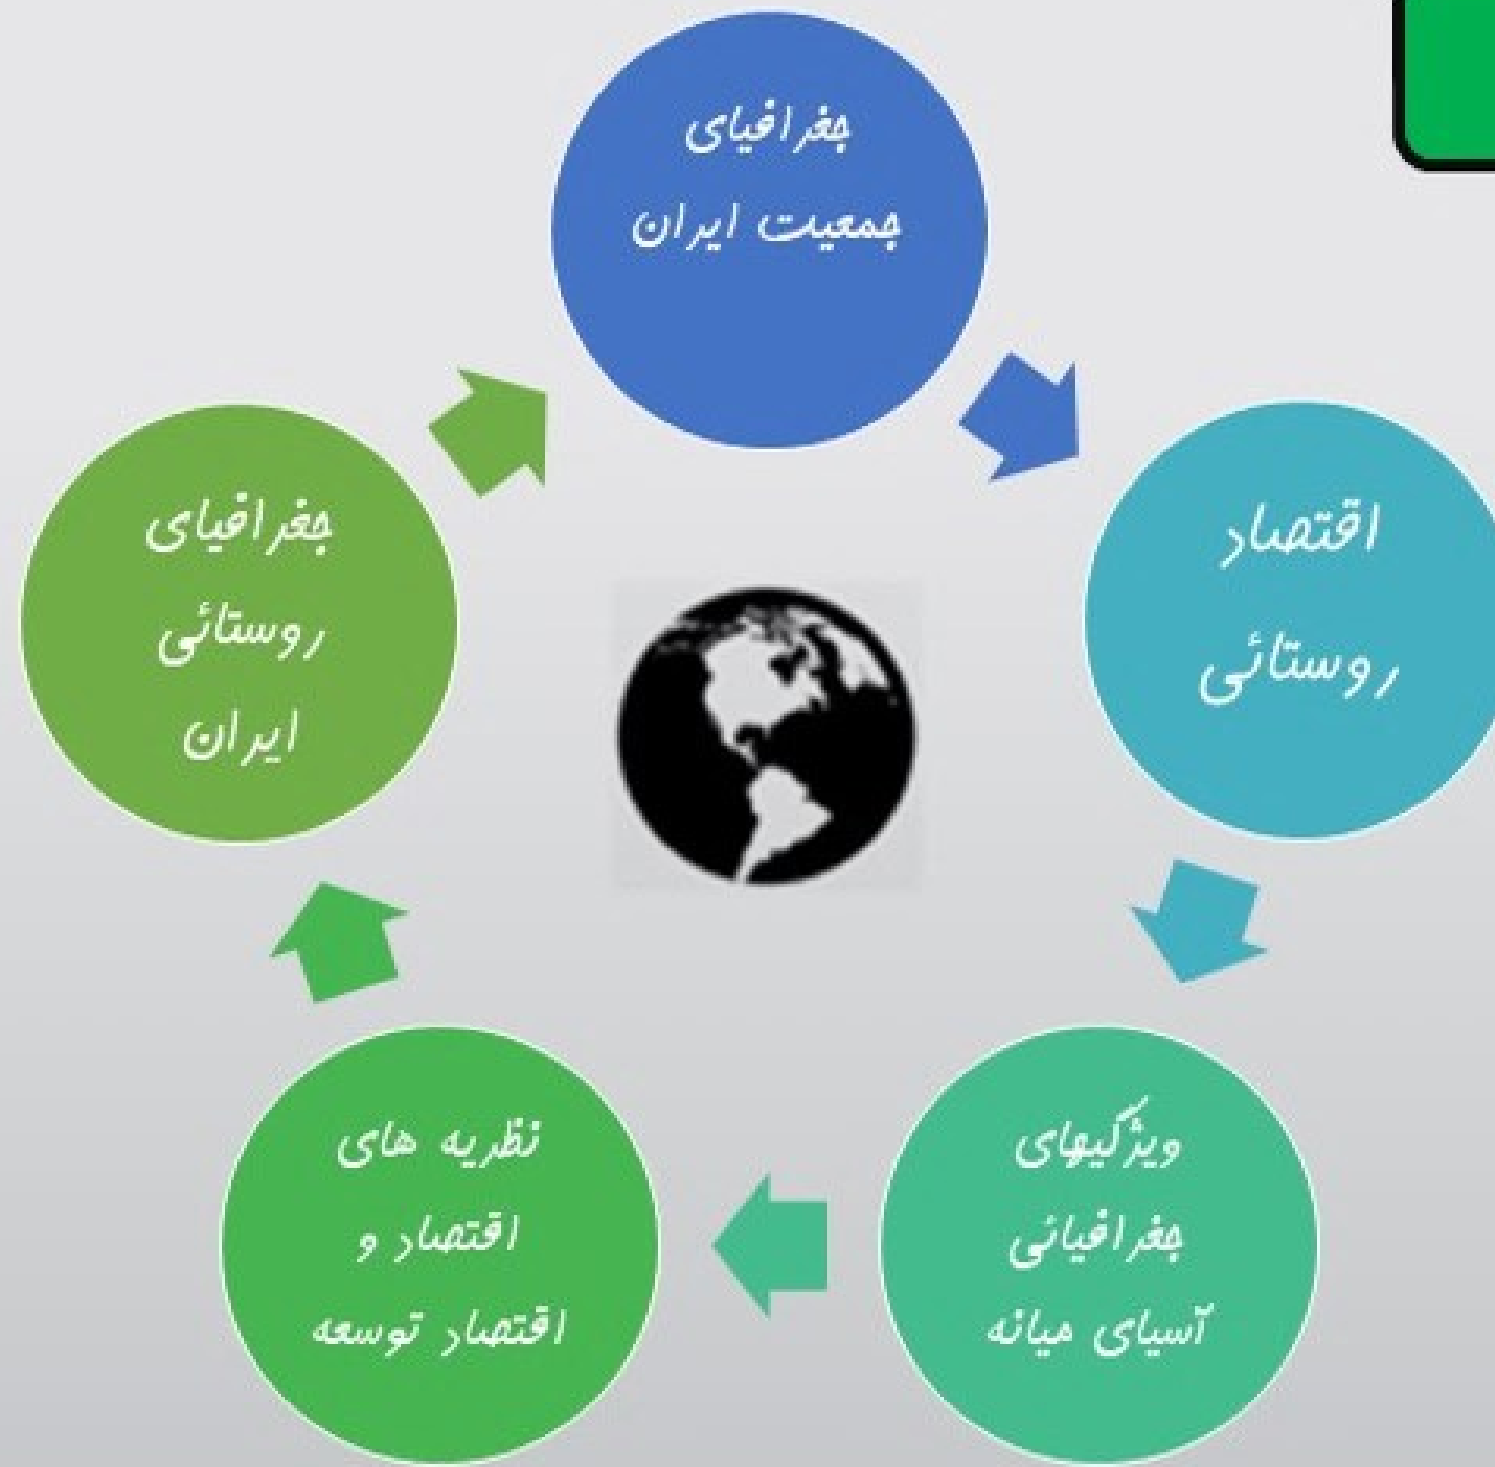 جغرافیای
جمعیت ایران
اقتصاد
روستائی
ویژگیهای
جغرافیائی
آسیای میانه
نظریه های
اقتصاد و
اقتصاد توسعه
جغرافیای
روستائی
ایران